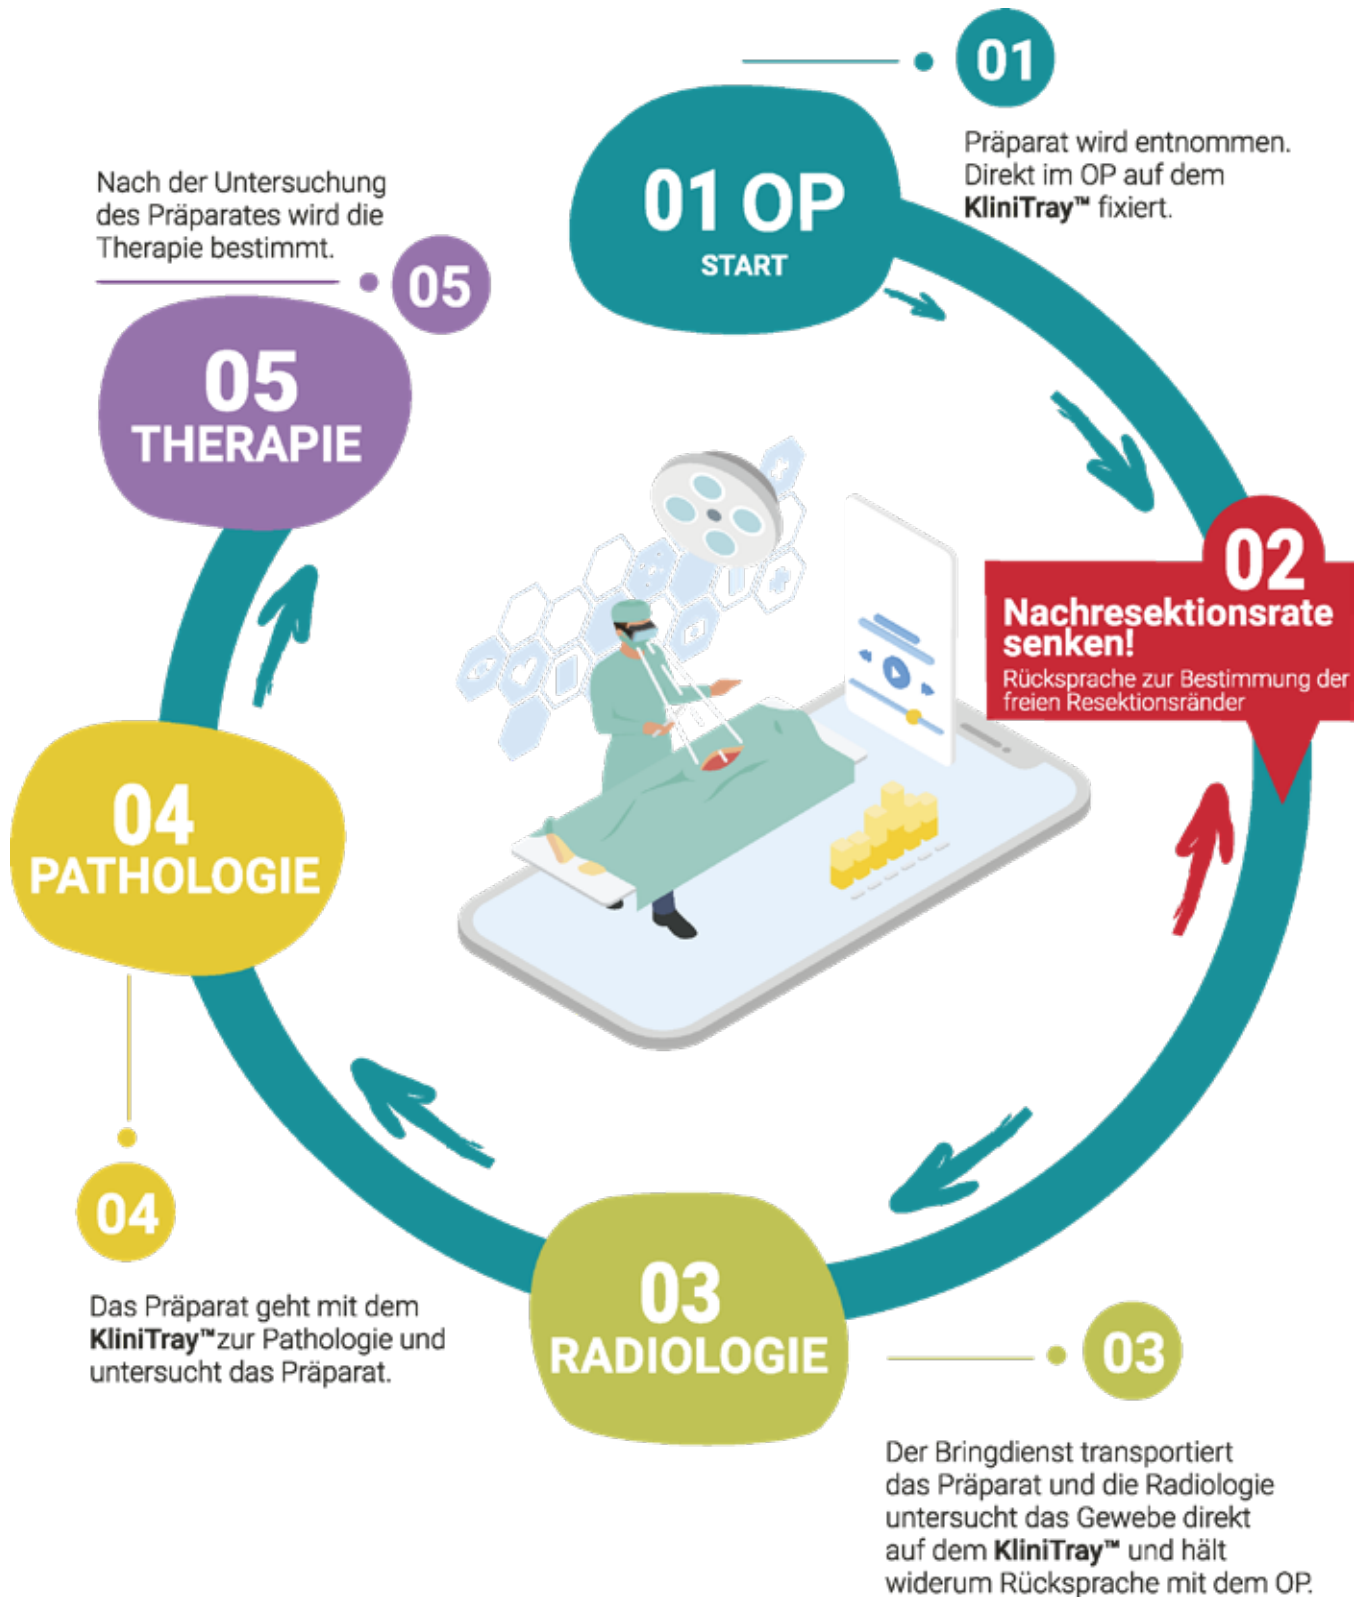 01
Präparat wird entnommen.
Direkt im OP auf dem
KliniTray™ fixiert.
01 OP
START
02
Nachresektionsrate
senken!
Rücksprache zur Bestimmung der
freien Resektionsränder
03
RADIOLOGIE
03
Der Bringdienst transportiert
das Präparat und die Radiologie
untersucht das Gewebe direkt
auf dem KliniTray™ und hält
widerum Rücksprache mit dem OP.
04
PATHOLOGIE
04
Das Präparat geht mit dem
KliniTray™zur Pathologie und
untersucht das Präparat.
Nach der Untersuchung
des Präparates wird die
Therapie bestimmt.
05
05
THERAPIE